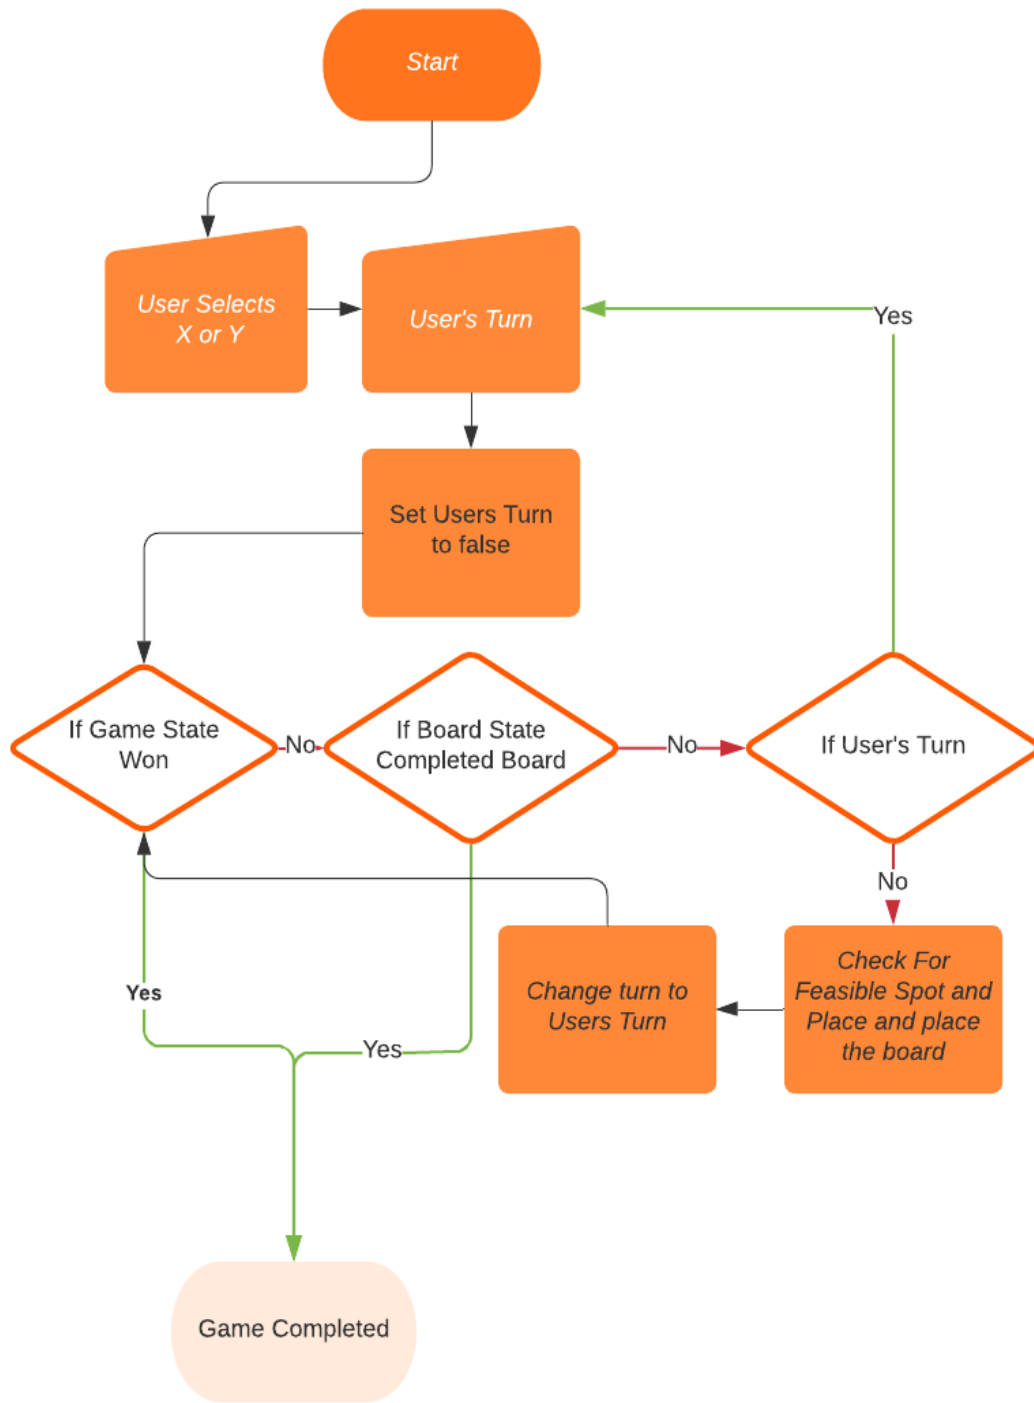 Start
User Selects
X or Y
User's Turn
Yes
Set Users Turn
to false
If Game State
Won
No
If Board State
Completed Board
No
If User's Turn
No
Change turn to
Users Turn
Check For
Feasible Spot and
Place and place
the board
Yes
Yes
Game Completed